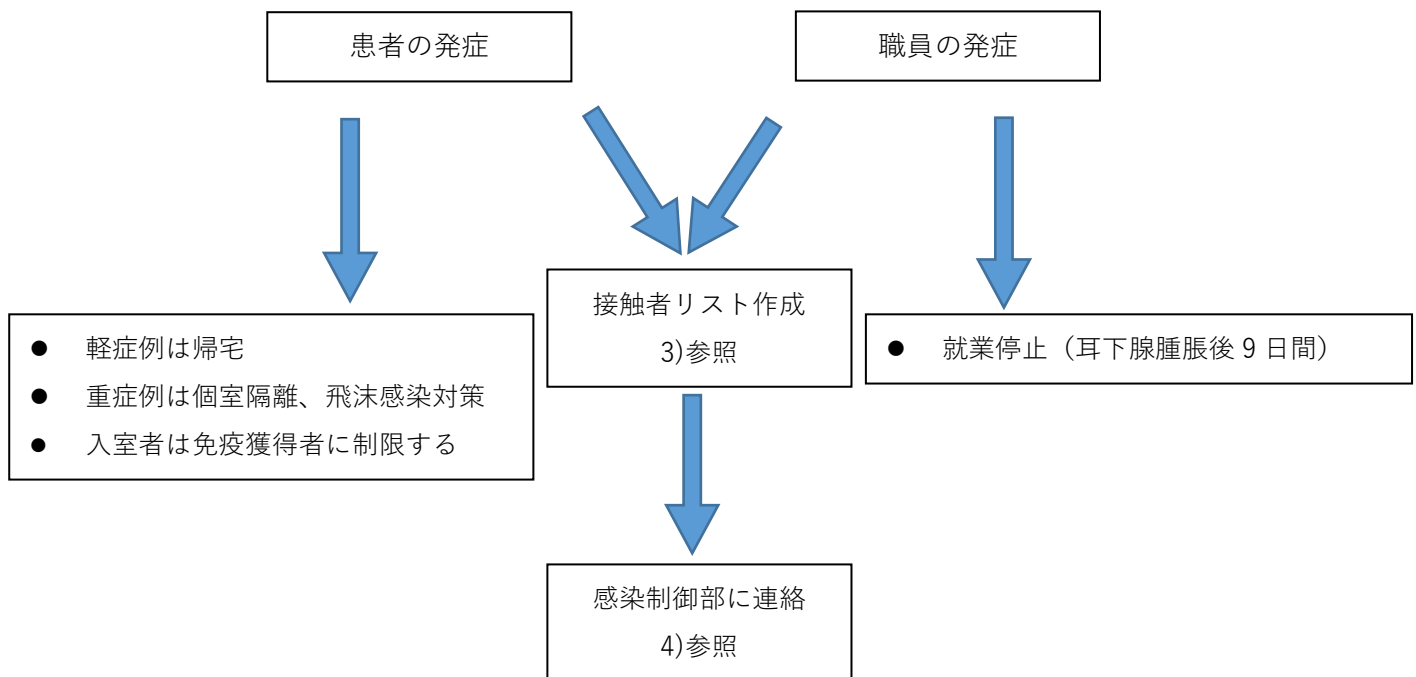 患者の発症
職員の発症
接触者リスト作成
3)参照
● 軽症例は帰宅
● 重症例は個室隔離、飛沫感染対策
● 入室者は免疫獲得者に制限する
● 就業停止（耳下腺腫脹後 9 日間）
感染制御部に連絡
4)参照